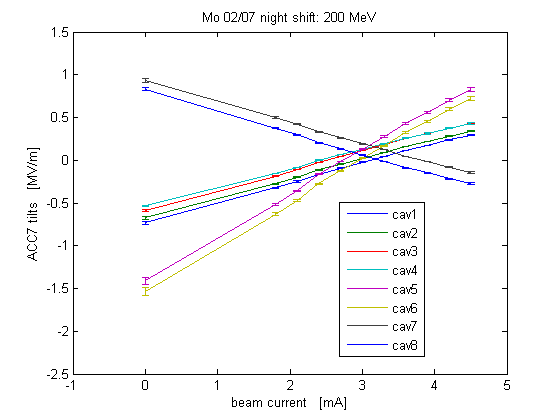 Mo 02/07 night shift: 200 MeV
1.5
1
0.5
0
-0.5
-1
-1.5
-2
-2.5
ACC7 tilts [MV/m]
cav1
cav2
cav3
cav4
cav5
cav6
cav7
cav8
-1 0 1 2 3 4 5
beam current [mA]